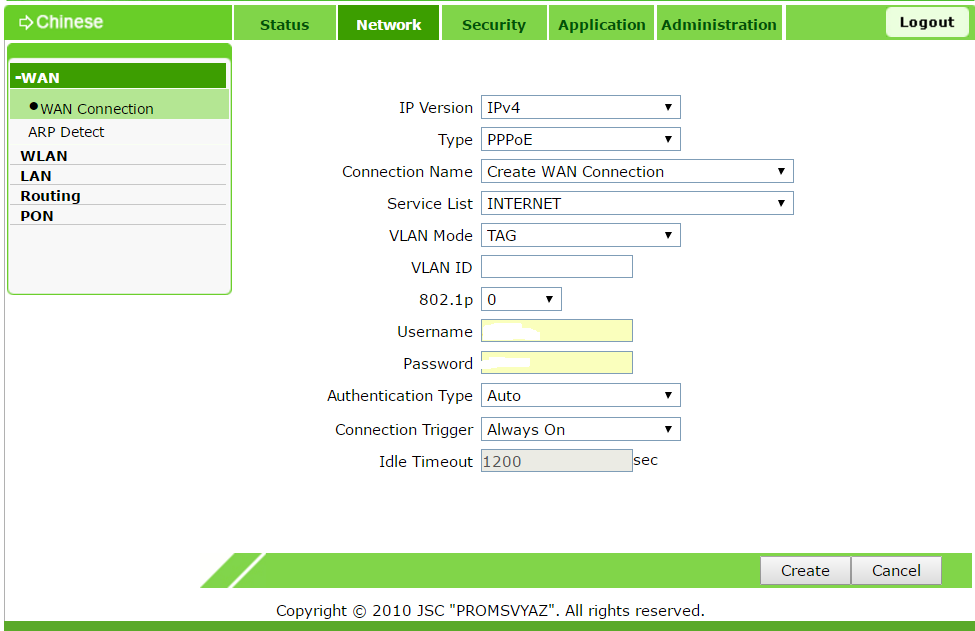 ⇨Chinese
Status
Network
Security
Application
Administration
Logout
-WAN
WAN Connection
ARP Detect
WLAN
LAN
Routing
PON
IP Version IPv4
Type PPPoE
Connection Name Create WAN Connection
Service List INTERNET
VLAN Mode TAG
VLAN ID
802.1p 0
Username
Password
Authentication Type Auto
Connection Trigger Always On
Idle Timeout 1200 sec
Create Cancel
Copyright © 2010 JSC "PROMSVYAZ". All rights reserved.